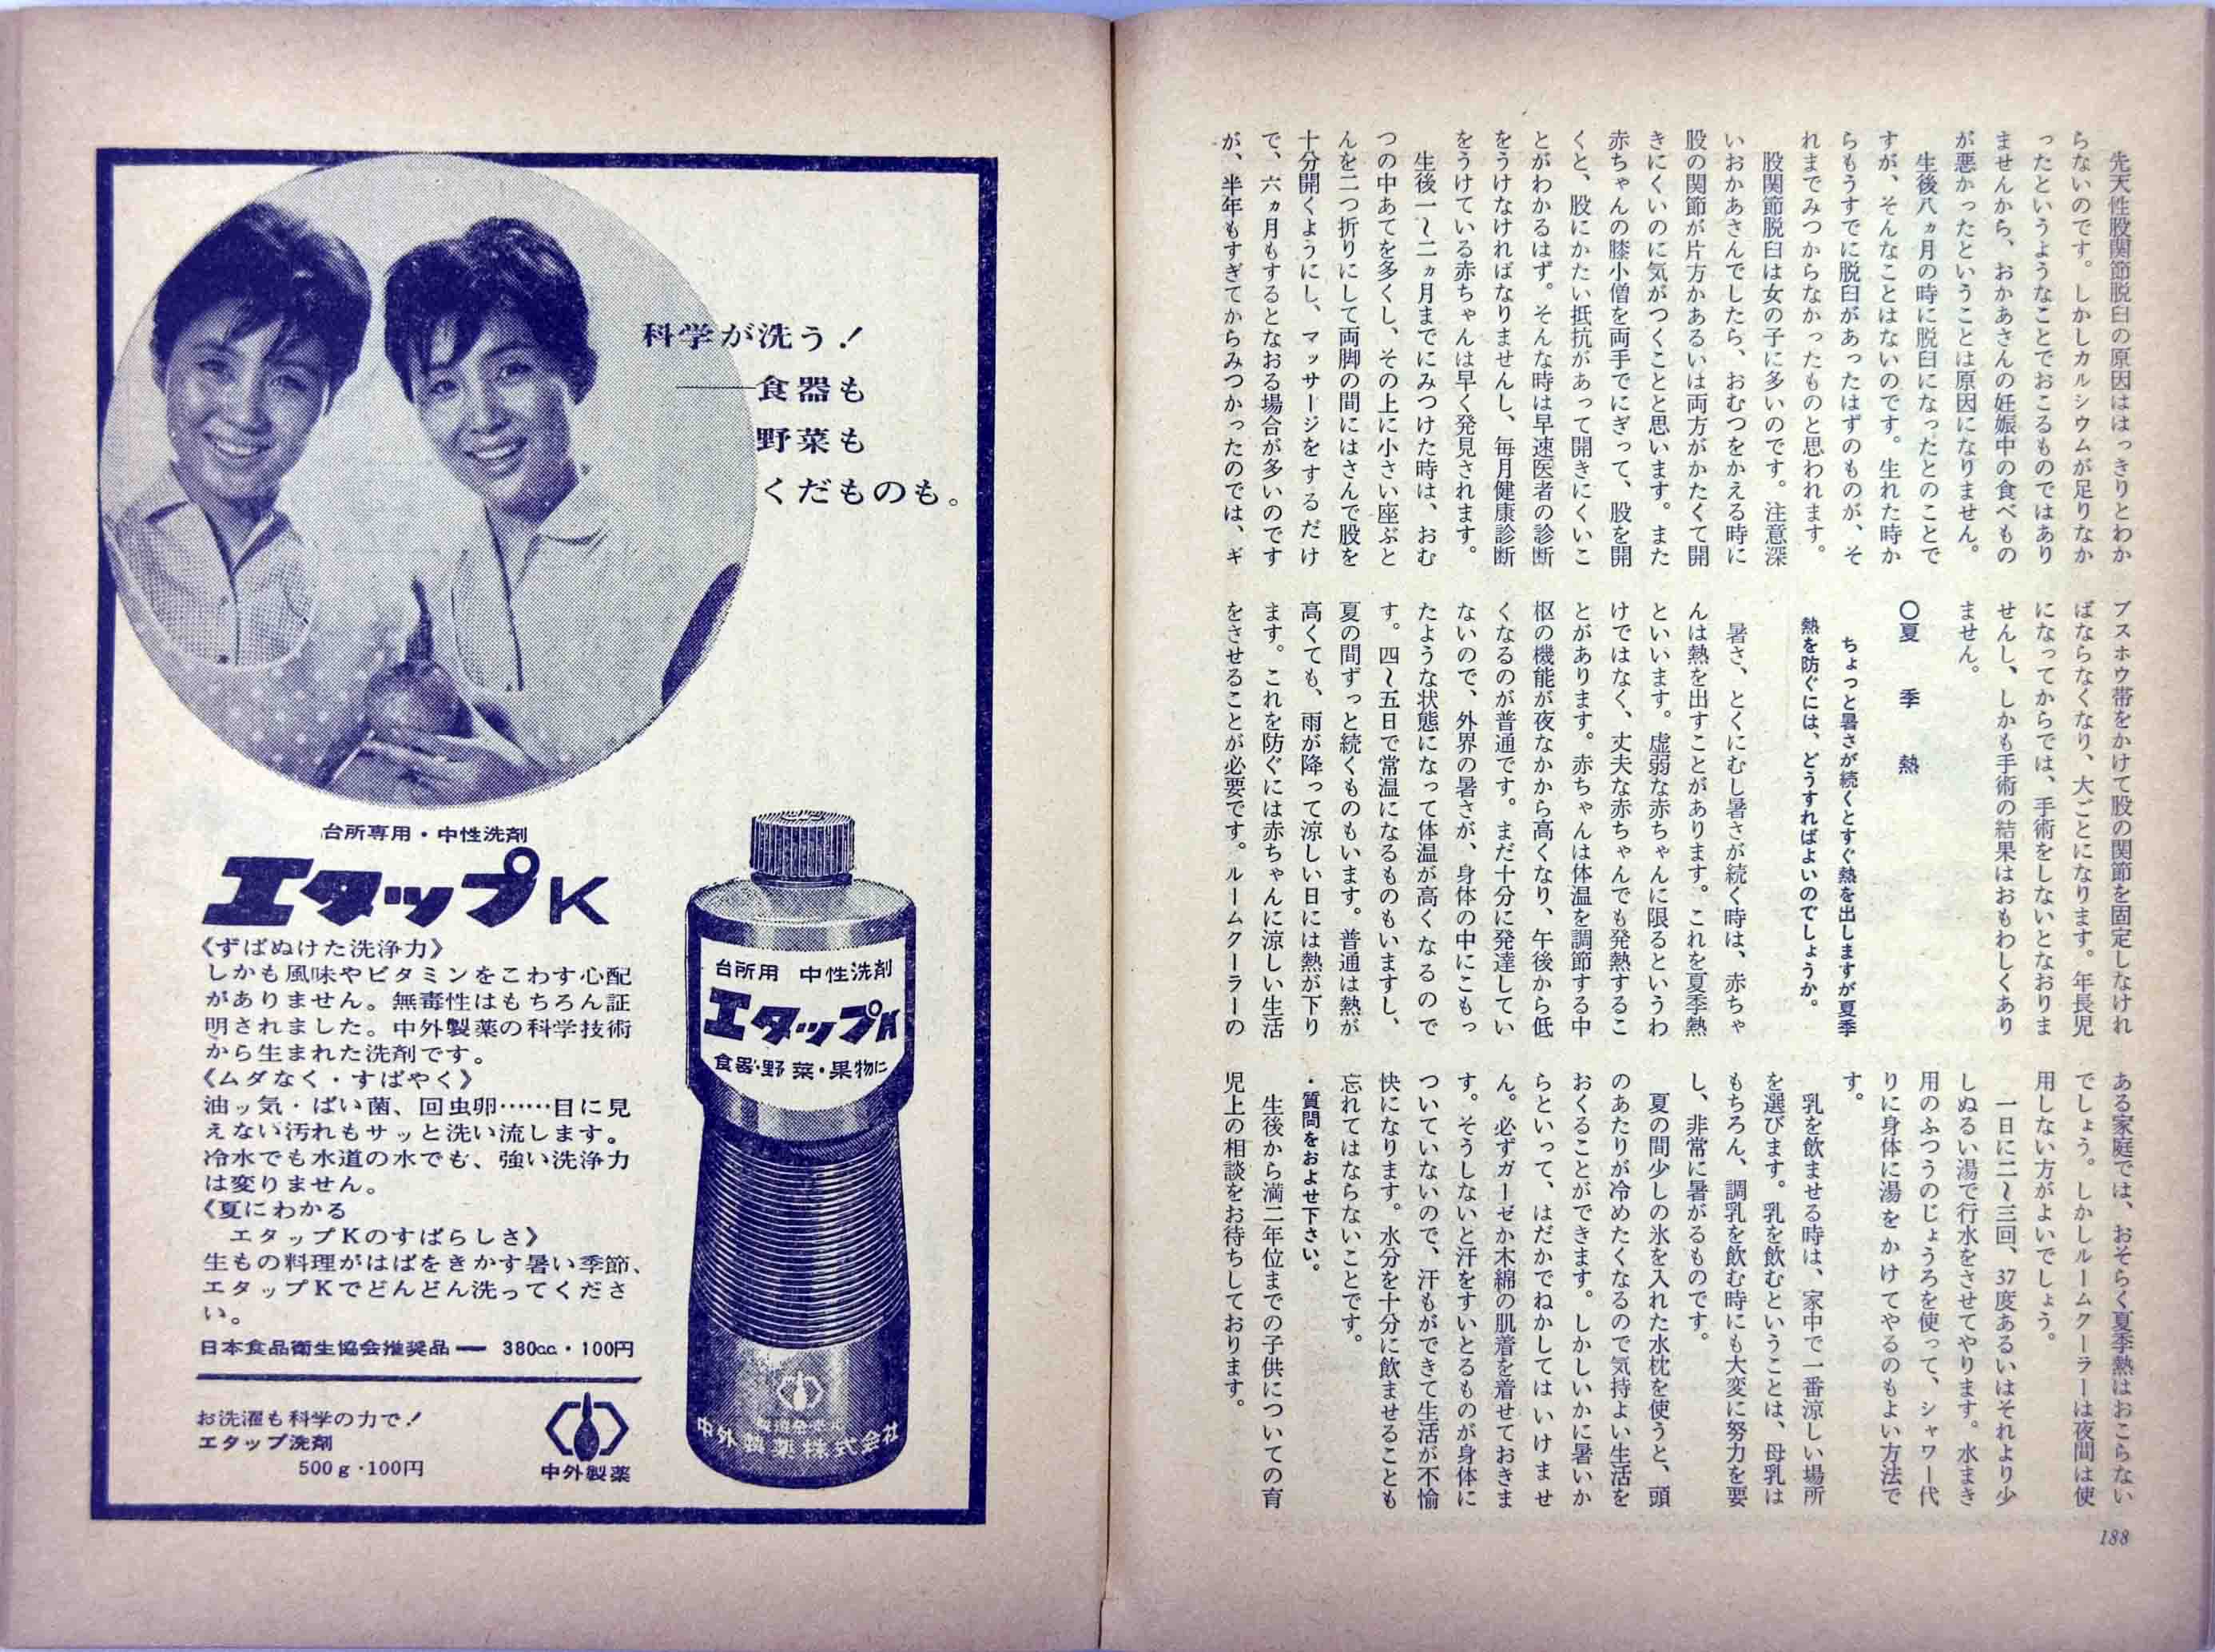 先天性股関節脱臼の原因ははっきりとわか
らないのです。しかしカルシウムが足りなか
ったというようなことでおこるものではあり
ませんから、おかあさんの妊娠中の食べもの
が悪かったということは原因になりません。
生後八ヵ月の時に脱臼になったとのことで
すが、そんなことはないのです。生れた時か
らもうすでに脱臼があったはずのものが、そ
れまでみつからなかったものと思われます。
股関節脱臼は女の子に多いのです。注意深
いおかあさんでしたら、おむつをかえる時に
股の関節が片方かあるいは両方がかたくて開
きにくいのに気がつくことと思います。また
赤ちゃんの膝小僧を両手でにぎって、股を開
くと、股にかたい抵抗があって開きにくいこ
とがわかるはず。そんな時は早速医者の診断
をうけなければなりませんし、毎月健康診断
をうけている赤ちゃんは早く発見されます。
生後一〜二ヵ月までにみつけた時は、おむ
つの中あてを多くし、その上に小さい座ぶと
んを二つ折りにして両脚の間にはさんで股を
十分開くようにし、マッサージをするだけ
で、六ヵ月もするとなおる場合が多いのです
が、半年もすぎてからみつかったのでは、ギ
プスホウ帯をかけて股の関節を固定しなけれ
ばならなくなり、大ごとになります。年長児
になってからでは、手術をしないとなおりま
せんし、しかも手術の結果はおもわしくあり
ません。
〇夏季熱
ちょっと暑さが続くとすぐ熱を出しますが夏季
熱を防ぐには、どうすればよいのでしょうか。
暑さ、とくにむし暑さが続く時は、赤ちゃ
んは熱を出すことがあります。これを夏季熱
といいます。虚弱な赤ちゃんに限るというわ
けではなく、丈夫な赤ちゃんでも発熱するこ
とがあります。赤ちゃんは体温を調節する中
枢の機能が夜なかから高くなり、午後から低
くなるのが普通です。まだ十分に発達してい
ないので、外界の暑さが、身体の中にこもっ
たような状態になって体温が高くなるので
す。四〜五日で常温になるものもいますし、
夏の間ずっと続くものもいます。普通は熱が
高くても、雨が降って涼しい日には熱が下り
ます。これを防ぐには赤ちゃんに涼しい生活
をさせることが必要です。ルームクーラーの
ある家庭では、おそらく夏季熱はおこらない
でしょう。しかしルームクーラーは夜間は使
用しない方がよいでしょう。
一日に二〜三回、37度あるいはそれより少
しぬるい湯で行水をさせてやります。水まき
用のふつうのじょうろを使って、シャワー代
りに身体に湯をかけてやるのもよい方法で
す。
乳を飲ませる時は、家中で一番涼しい場所
を選びます。乳を飲むということは、母乳は
もちろん、調乳を飲む時にも大変に努力を要
し、非常に暑がるものです。
夏の間少しの氷を入れた水枕を使うと、頭
のあたりが冷めたくなるので気持よい生活を
おくることができます。しかしいかに暑いか
らといって、はだかでねかしてはいけませ
ん。必ずガーゼか木綿の肌着を着せておきま
す。そうしないと汗をすいとるものが身体に
ついていないので、汗もができて生活が不愉
快になります。水分を十分に飲ませることも
忘れてはならないことです。
・質問をおよせ下さい。
生後から満二年位までの子供についての育
児上の相談をお待ちしております。
188
科学が洗う！
――食器も
野菜も
くだものも。
台所専用・中性洗剤
エタップK
《ずばぬけた洗浄力》
しかも風味やビタミンをこわす心配
がありません。無毒性はもちろん証
明されました。中外製薬の科学技術
から生まれた洗剤です。
《ムダなく・すばやく》
油ッ気・ばい菌、回虫卵……目に見
えない汚れもサッと洗い流します。
冷水でも水道の水でも、強い洗浄力
は変りません。
《夏にわかる
エタップKのすばらしさ》
生もの料理がはばをきかす暑い季節、
エタップKでどんどん洗ってくださ
い。
日本食品衛生協会推奨品ー 380cc・100円
お洗濯も科学の力で！
エタップ洗剤
500g・100円
中外製薬
台所用 中性洗剤
エタップK
食器・野菜・果物に
中外製薬株式会社